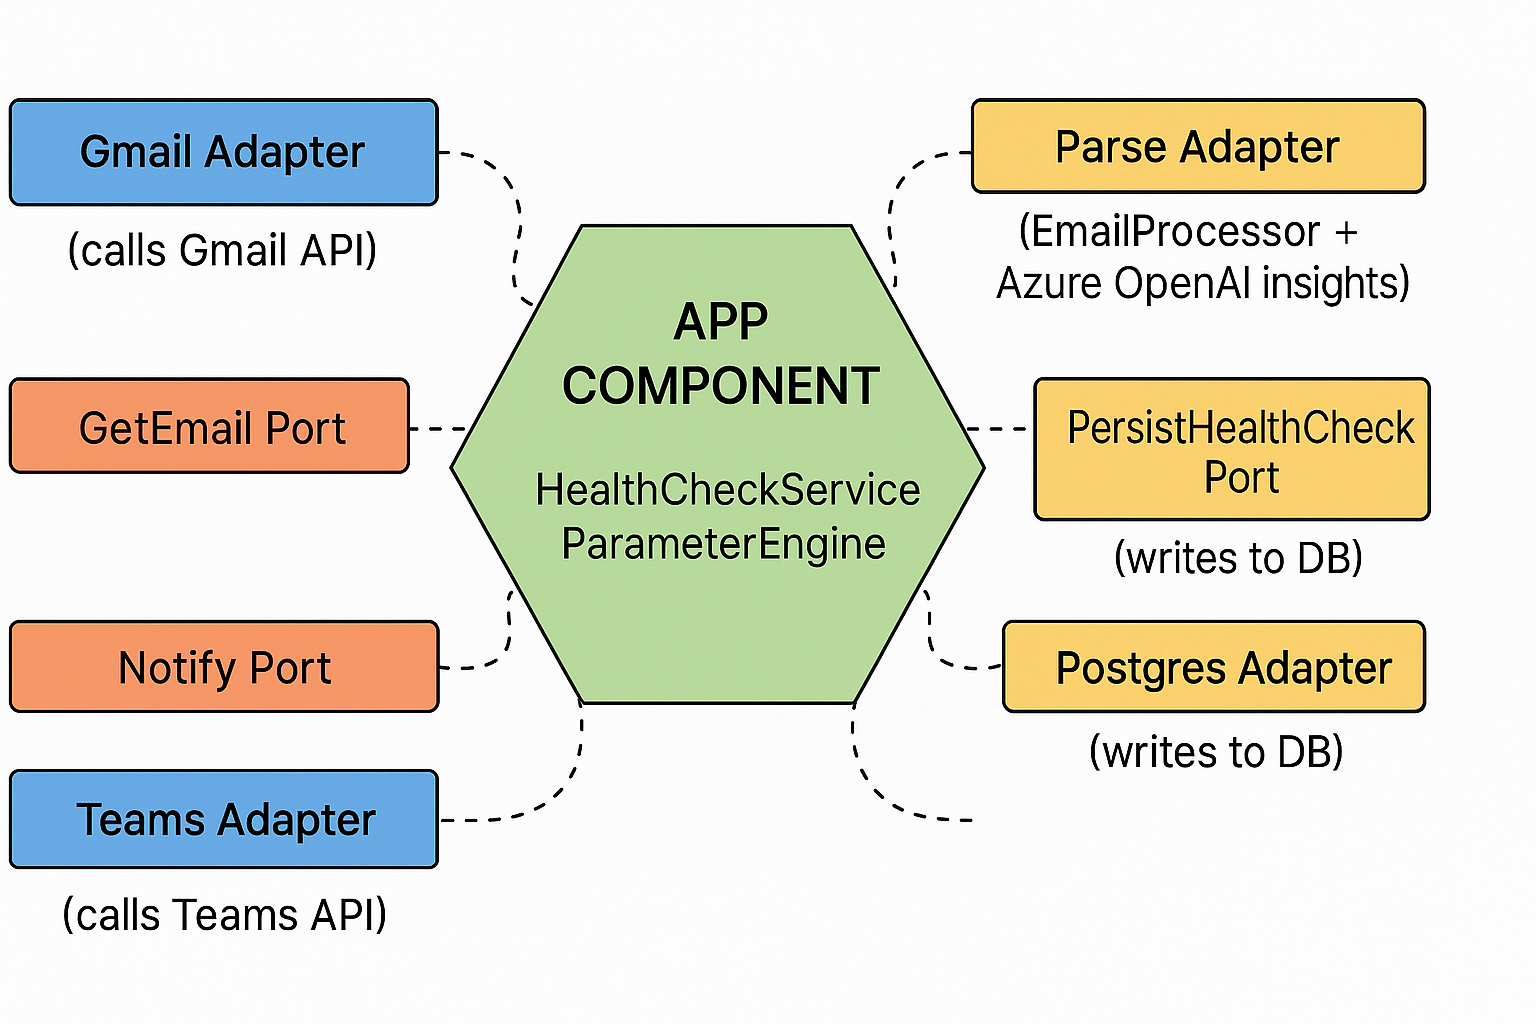 Gmail Adapter
(calls Gmail API)
GetEmail Port
Notify Port
Teams Adapter
(calls Teams API)
APP
COMPONENT
HealthCheckService
ParameterEngine
Parse Adapter
(EmailProcessor +
Azure OpenAI insights)
PersistHealthCheck
Port
(writes to DB)
Postgres Adapter
(writes to DB)